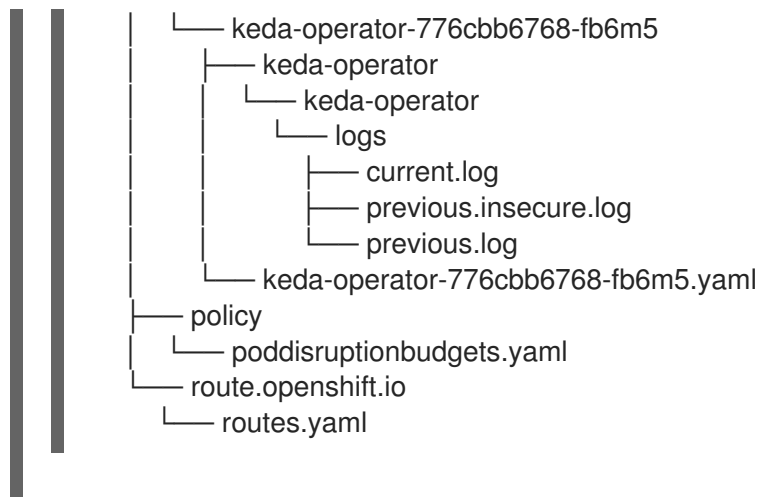 │   └── keda-operator-776cbb6768-fb6m5
│       ├── keda-operator
│       │   └── keda-operator
│       │       └── logs
│       │           ├── current.log
│       │           ├── previous.insecure.log
│       │           └── previous.log
│       └── keda-operator-776cbb6768-fb6m5.yaml
├── policy
│   └── poddisruptionbudgets.yaml
└── route.openshift.io
    └── routes.yaml